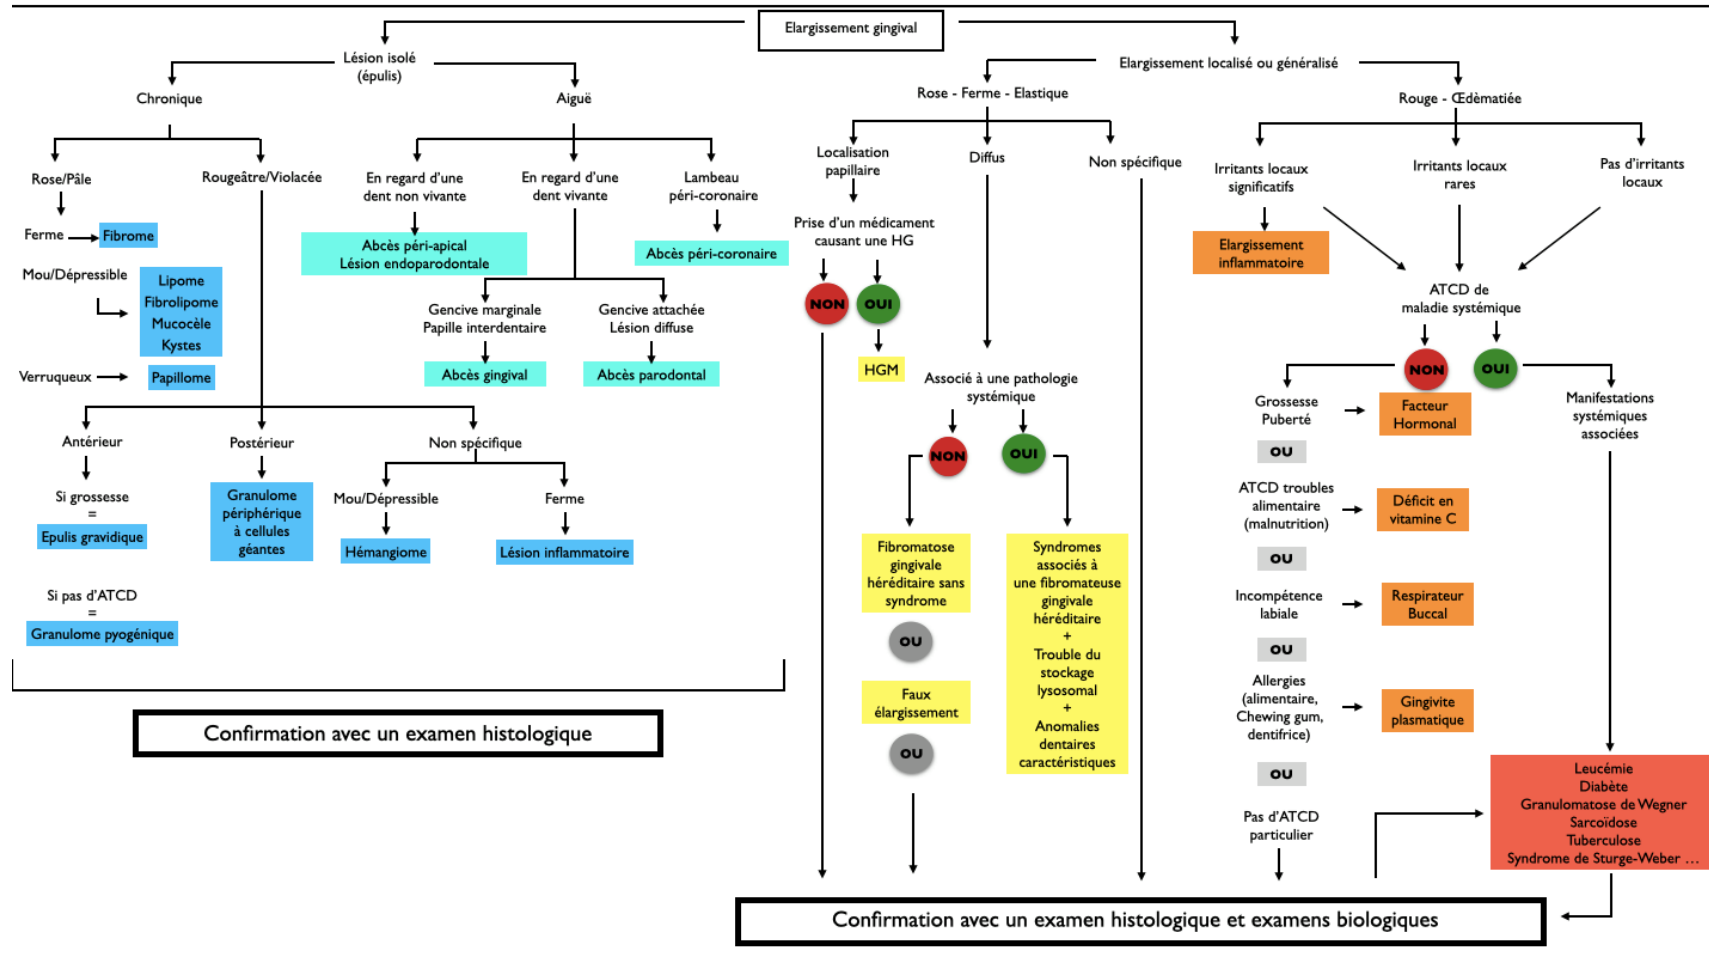 Elargissement gingival
Lésion isolé
(épulis)
Chronique
Rose/Pâle
Ferme
Fibrome
Mou/Dépressible
Lipome
Fibrolipome
Mucocèle
Kystes
Verruqueux
Papillome
Rougeâtre/Violacée
Antérieur
Si grossesse
=
Epulis gravidique
Si pas d'ATCD
=
Granulome pyogénique
Postérieur
Granulome
périphérique
à cellules
géantes
Non spécifique
Mou/Dépressible
Hémangiome
Ferme
Lésion inflammatoire
Aiguë
En regard d'une
dent non vivante
Abcès péri-apical
Lésion endoparodontale
En regard d'une
dent vivante
Gencive marginale
Papille interdentaire
Abcès gingival
Gencive attachée
Lésion diffuse
Abcès parodontal
Lambeau
péri-coronaire
Abcès péri-coronaire
Confirmation avec un examen histologique
Elargissement localisé ou généralisé
Rose - Ferme - Elastique
Localisation
papillaire
Prise d'un médicament
causant une HG
NON
OUI
HGM
Diffus
Associé à une pathologie
systémique
NON
OUI
Fibromatose
gingivale
héréditaire sans
syndrome
OU
Faux
élargissement
OU
Syndromes
associés à
une fibromateuse
gingivale
héréditaire
+
Trouble du
stockage
lysosomal
+
Anomalies
dentaires
caractéristiques
Non spécifique
Rouge - Œdèmatiée
Irritants locaux
significatifs
Elargissement
inflammatoire
Irritants locaux
rares
Pas d'irritants
locaux
ATCD de
maladie systémique
NON
OUI
Grossesse
Puberté
Facteur
Hormonal
OU
ATCD troubles
alimentaire
(malnutrition)
Déficit en
vitamine C
OU
Incompétence
labiale
Respirateur
Buccal
OU
Allergies
(alimentaire,
Chewing gum,
dentifrice)
Gingivite
plasmatique
OU
Pas d'ATCD
particulier
Manifestations
systémiques
associées
Leucémie
Diabète
Granulomatose de Wegner
Sarcoïdose
Tuberculose
Syndrome de Sturge-Weber ...
Confirmation avec un examen histologique et examens biologiques